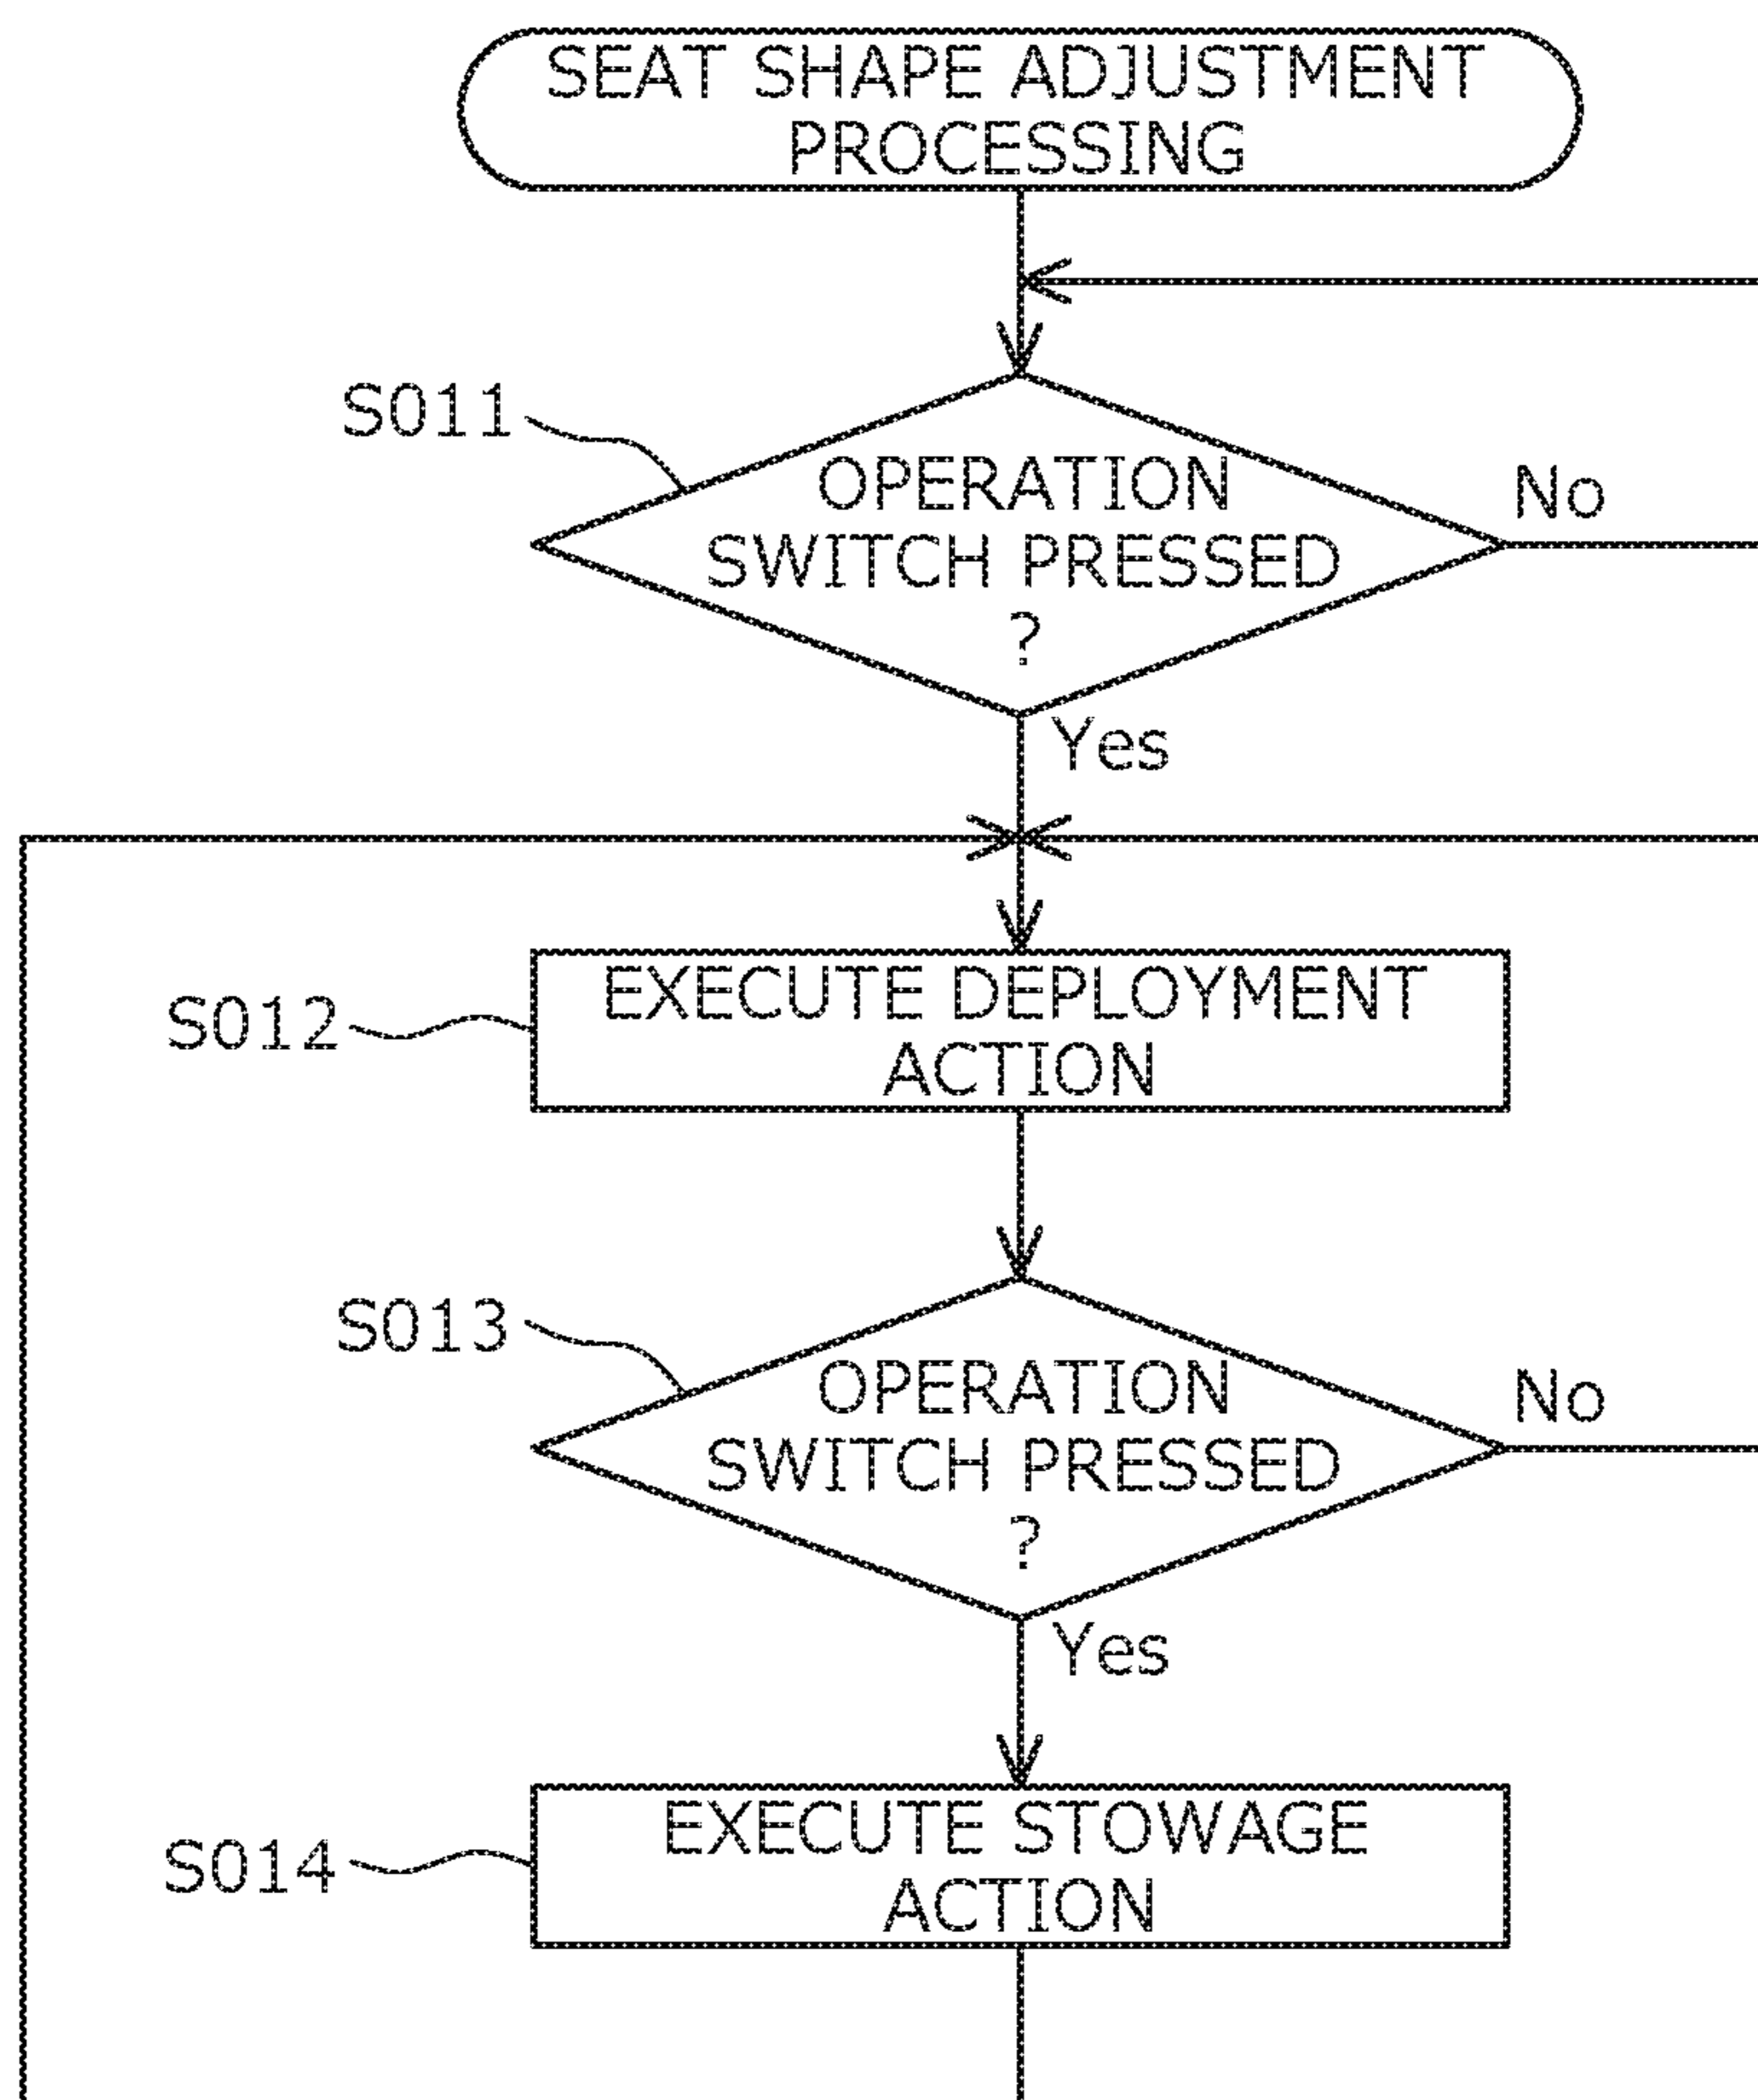 SEAT SHAPE ADJUSTMENT
PROCESSING
S011
OPERATION
SWITCH PRESSED
?
No
Yes
S012
EXECUTE DEPLOYMENT
ACTION
S013
OPERATION
SWITCH PRESSED
?
No
Yes
S014
EXECUTE STOWAGE
ACTION